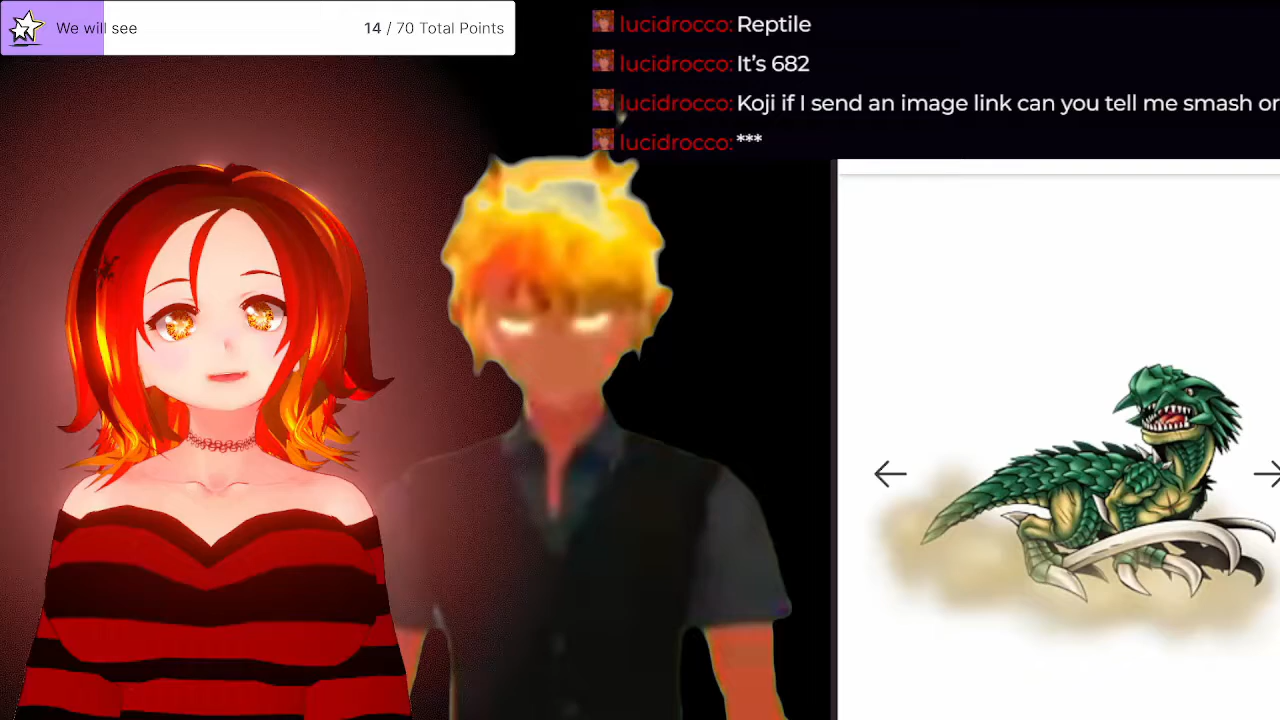 We will see 14 / 70 Total Points
lucidrocco: Reptile
lucidrocco: It's 682
lucidrocco: Koji if I send an image link can you tell me smash or
lucidrocco: ***